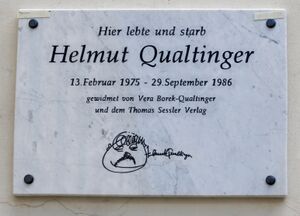 Hier lebte und starb
Helmut Qualtinger
13. Februar 1975 - 29. September 1986
gewidmet von Vera Borek-Qualtinger
und dem Thomas Sessler Verlag
Qualtinger